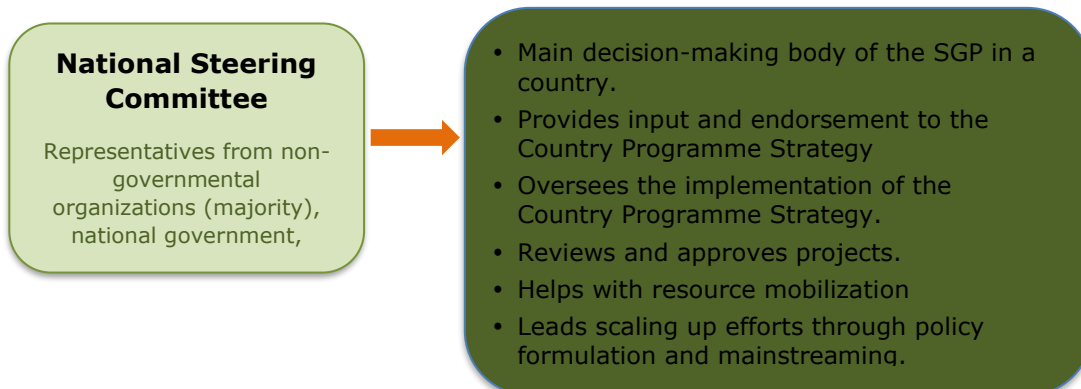 National Steering
Committee
Representatives from non-
governmental
organizations (majority),
national government,
• Main decision-making body of the SGP in a
country.
• Provides input and endorsement to the
Country Programme Strategy
• Oversees the implementation of the
Country Programme Strategy.
• Reviews and approves projects.
• Helps with resource mobilization
• Leads scaling up efforts through policy
formulation and mainstreaming.